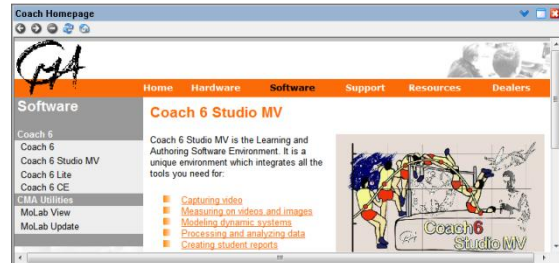 Coach Homepage
CMA
Home Hardware Software Support Resources Dealers
Software
Coach 6
Coach 6
Coach 6 Studio MV
Coach 6 Lite
Coach 6 CE
CMA Utilities
MoLab View
MoLab Update
Coach 6 Studio MV
Coach 6 Studio MV is the Learning and
Authoring Software Environment. It is a
unique environment which integrates all the
tools you need for:
Capturing video
Measuring on videos and images
Modeling dynamic systems
Processing and analyzing data
Creating student reports
CMA
Coach6
Studio MV